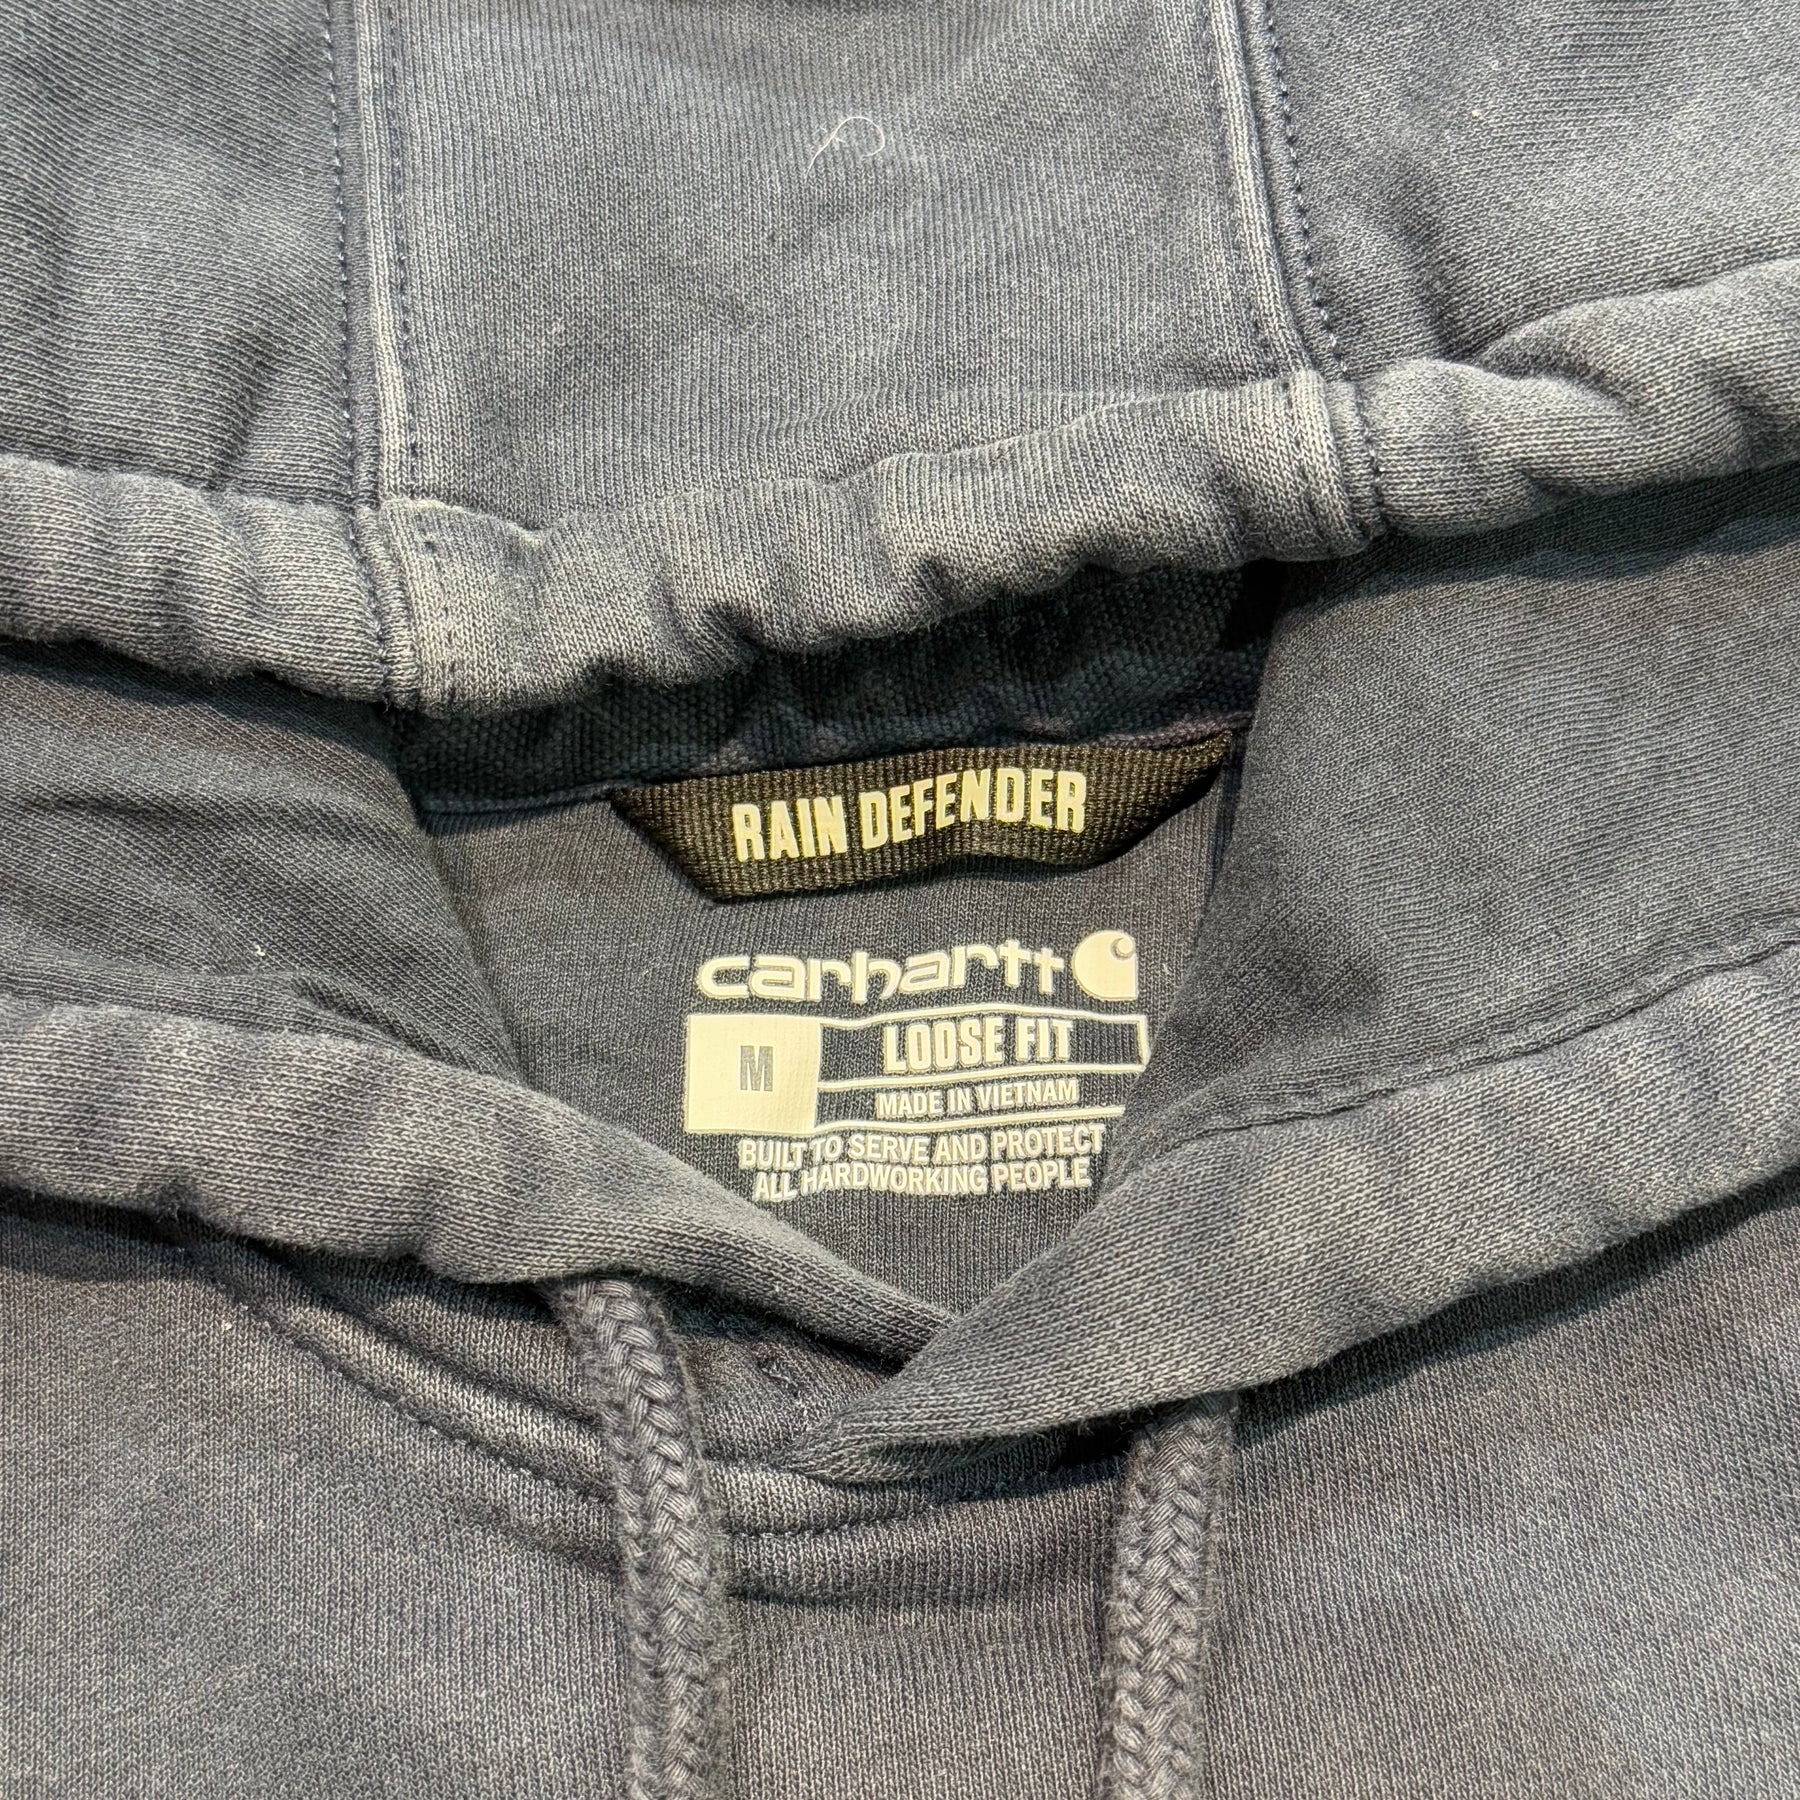 RAIN DEFENDER
carhartt
M
LOOSE FIT
MADE IN VIETNAM
BUILT TO SERVE AND PROTECT
ALL HARDWORKING PEOPLE